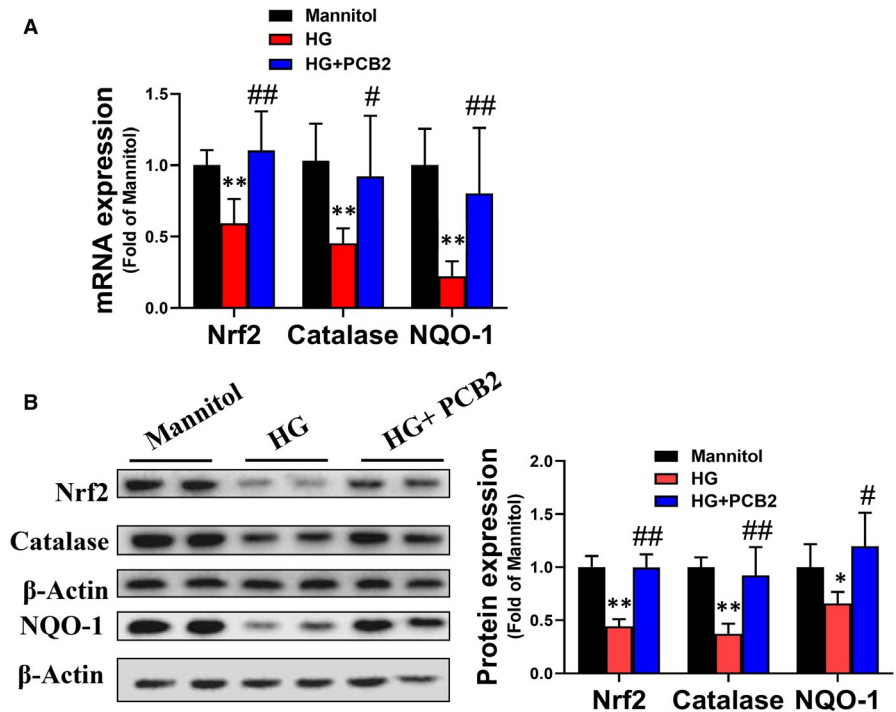 A
Mannitol
HG
HG+PCB2
mRNA expression
(Fold of Mannitol)
1.5
1.0
0.5
0.0
** ##
** #
** ##
Nrf2 Catalase NQO-1
B
Mannitol HG HG+ PCB2
Nrf2
Catalase
β-Actin
NQO-1
β-Actin
Protein expression
(Fold of Mannitol)
Mannitol
HG
HG+PCB2
2.0
1.5
1.0
0.5
0.0
** ##
** ##
* #
Nrf2 Catalase NQO-1